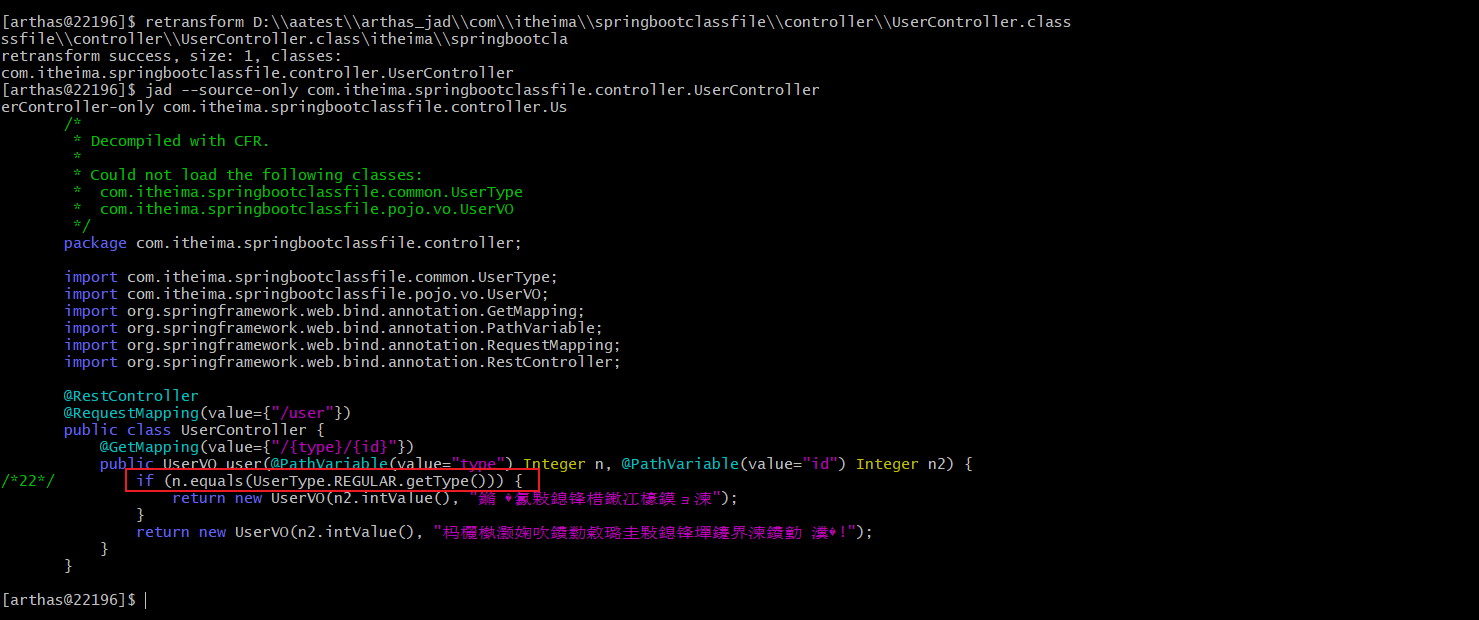 [arthas@22196]$ retransform D:\\aatest\\arthas_jad\\com\\itheima\\springbootclassfile\\controller\\UserController.class
ssfile\\controller\\UserController.class\itheima\\springbootcla
retransform success, size: 1, classes:
com.itheima.springbootclassfile.controller.UserController
[arthas@22196]$ jad --source-only com.itheima.springbootclassfile.controller.UserController
erController-only com.itheima.springbootclassfile.controller.Us
/*
* Decompiled with CFR.
*
* Could not load the following classes:
*  com.itheima.springbootclassfile.common.UserType
*  com.itheima.springbootclassfile.pojo.vo.UserVO
*/
package com.itheima.springbootclassfile.controller;
import com.itheima.springbootclassfile.common.UserType;
import com.itheima.springbootclassfile.pojo.vo.UserVO;
import org.springframework.web.bind.annotation.GetMapping;
import org.springframework.web.bind.annotation.PathVariable;
import org.springframework.web.bind.annotation.RequestMapping;
import org.springframework.web.bind.annotation.RestController;
@RestController
@RequestMapping(value={"/user"})
public class UserController {
@GetMapping(value={"/{type}/{id}"})
public UserVO user(@PathVariable(value="type") Integer n, @PathVariable(value="id") Integer n2) {
/*22*/ if (n.equals(UserType.REGULAR.getType())) {
return new UserVO(n2.intValue(), "");
}
return new UserVO(n2.intValue(), "!");
}
}
[arthas@22196]$